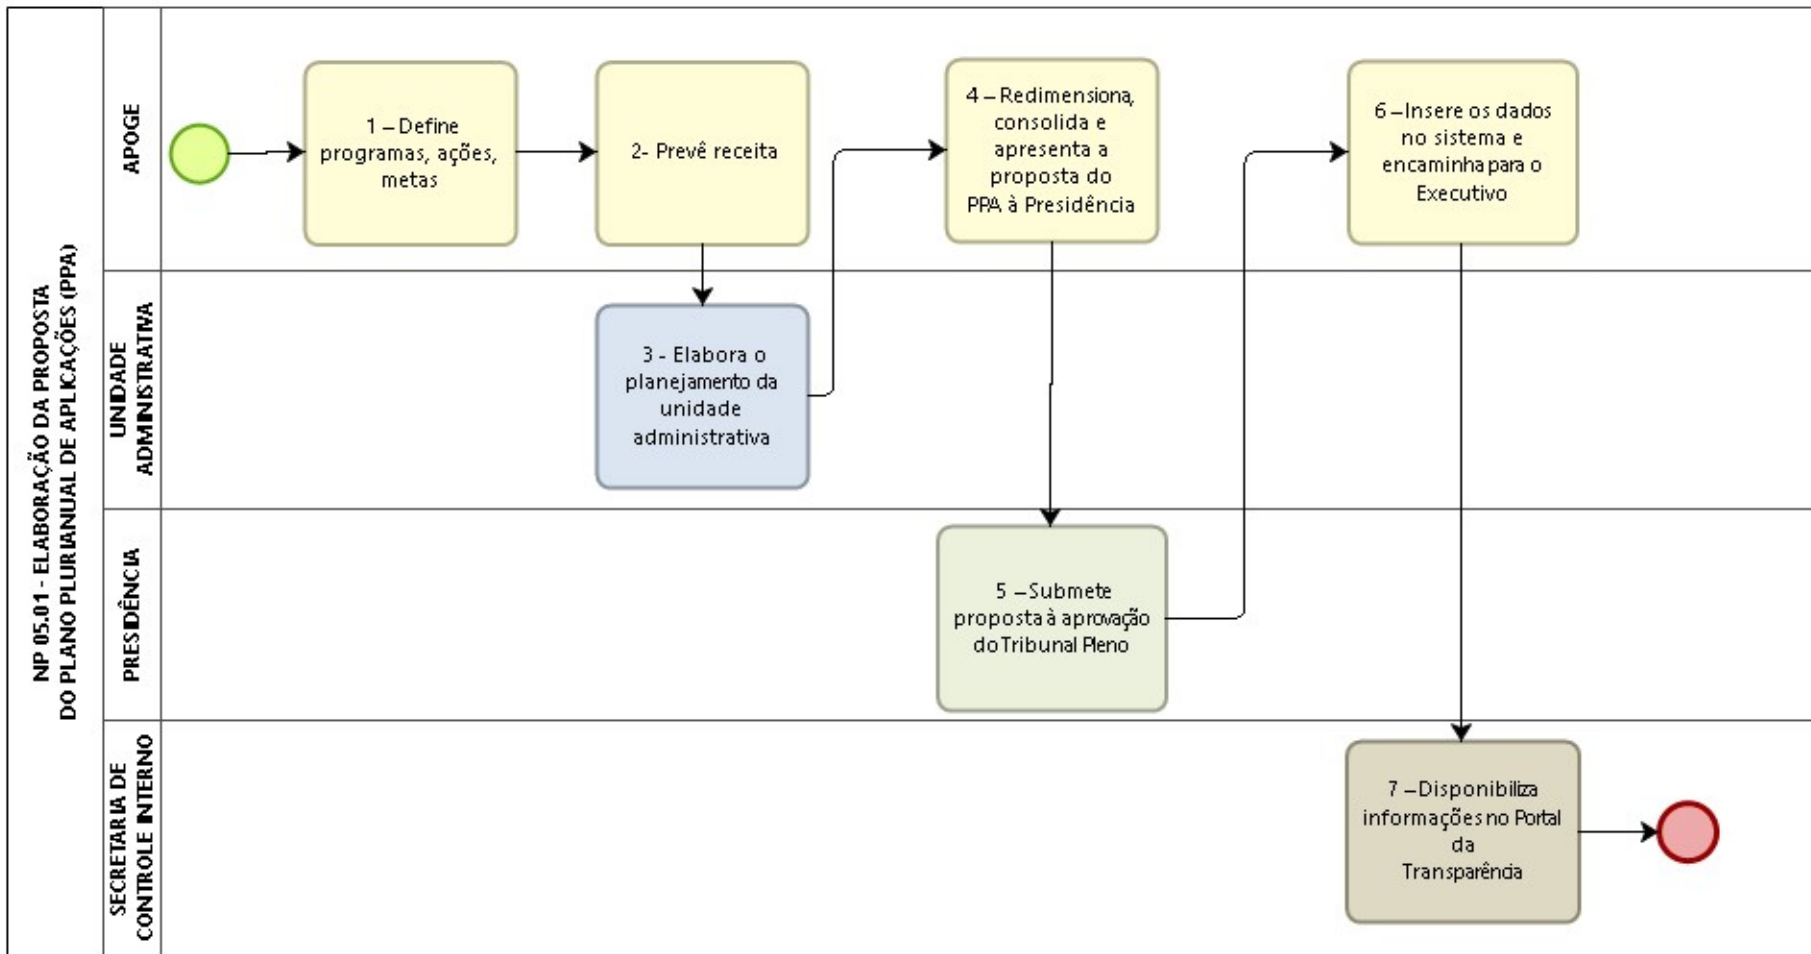 NP 05.01 - ELABORAÇÃO DA PROPOSTA
DO PLANO PLURIANUAL DE APLICAÇÕES (PPA)
APOGE
1 – Define
programas, ações,
metas
2- Prevê receita
4 – Redimensiona,
consolida e
apresenta a
proposta do
PPA à Presidência
6 – Insere os dados
no sistema e
encaminha para o
Executivo
UNIDADE
ADMINISTRATIVA
3 - Elabora o
planejamento da
unidade
administrativa
PRESIDÊNCIA
5 – Submete
proposta à aprovação
do Tribunal Pleno
SECRETARIA DE
CONTROLE INTERNO
7 – Disponibiliza
informações no Portal
da
Transparência